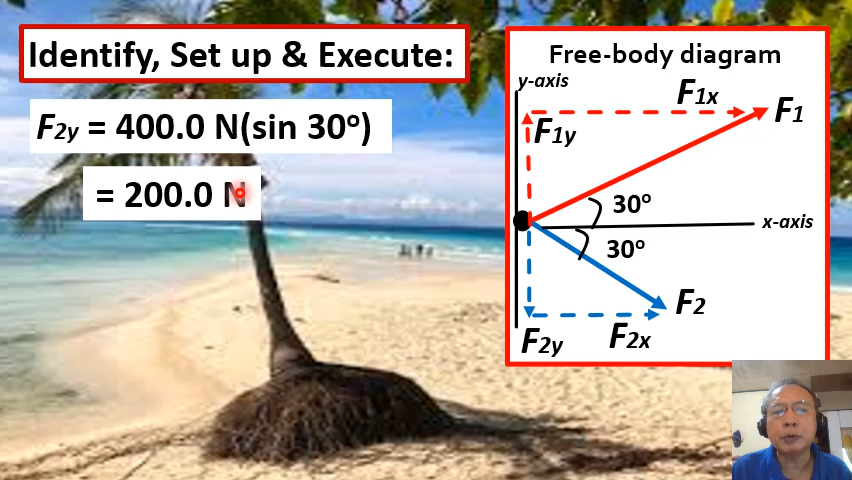 Identify, Set up & Execute:
F2y = 400.0 N(sin 30º)
= 200.0 N
Free-body diagram
y-axis
F1x
F1
F1y
30º
x-axis
30º
F2
F2y
F2x